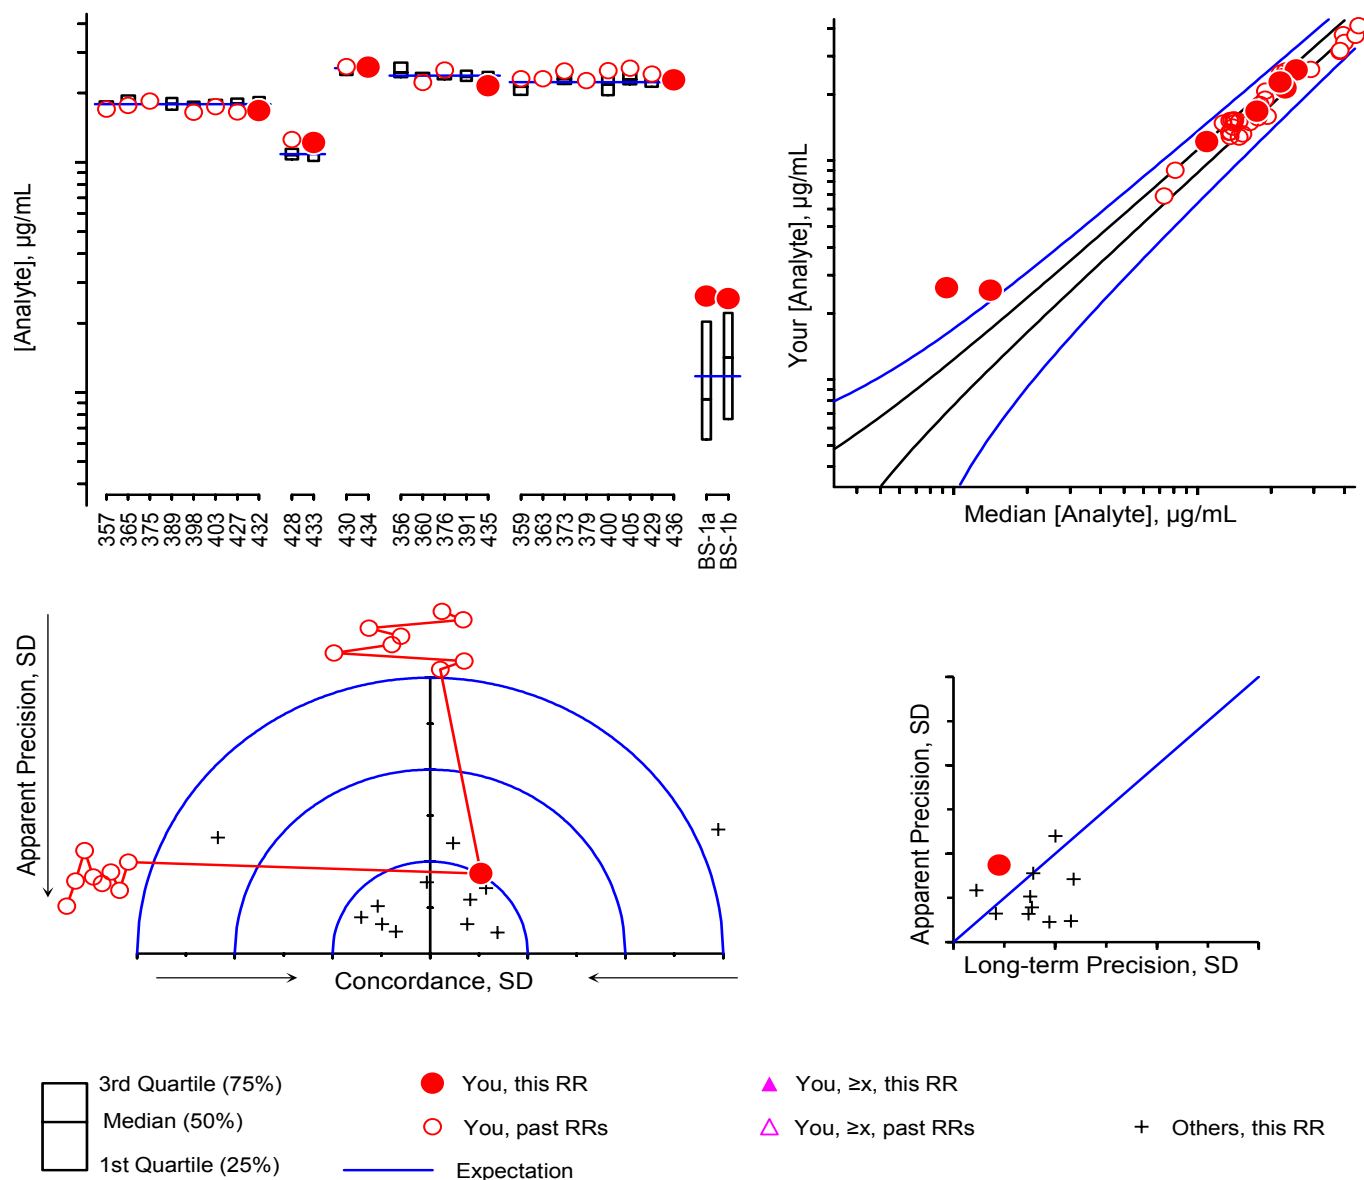 [Analyte], µg/mL
357
365
375
389
398
403
427
432
428
433
430
434
356
360
376
391
435
359
363
373
379
400
405
429
436
BS-1a
BS-1b
Your [Analyte], µg/mL
Median [Analyte], µg/mL
Apparent Precision, SD
Concordance, SD
Apparent Precision, SD
Long-term Precision, SD
3rd Quartile (75%)
Median (50%)
1st Quartile (25%)
You, this RR
You, past RRs
Expectation
You, ≥x, this RR
You, ≥x, past RRs
Others, this RR